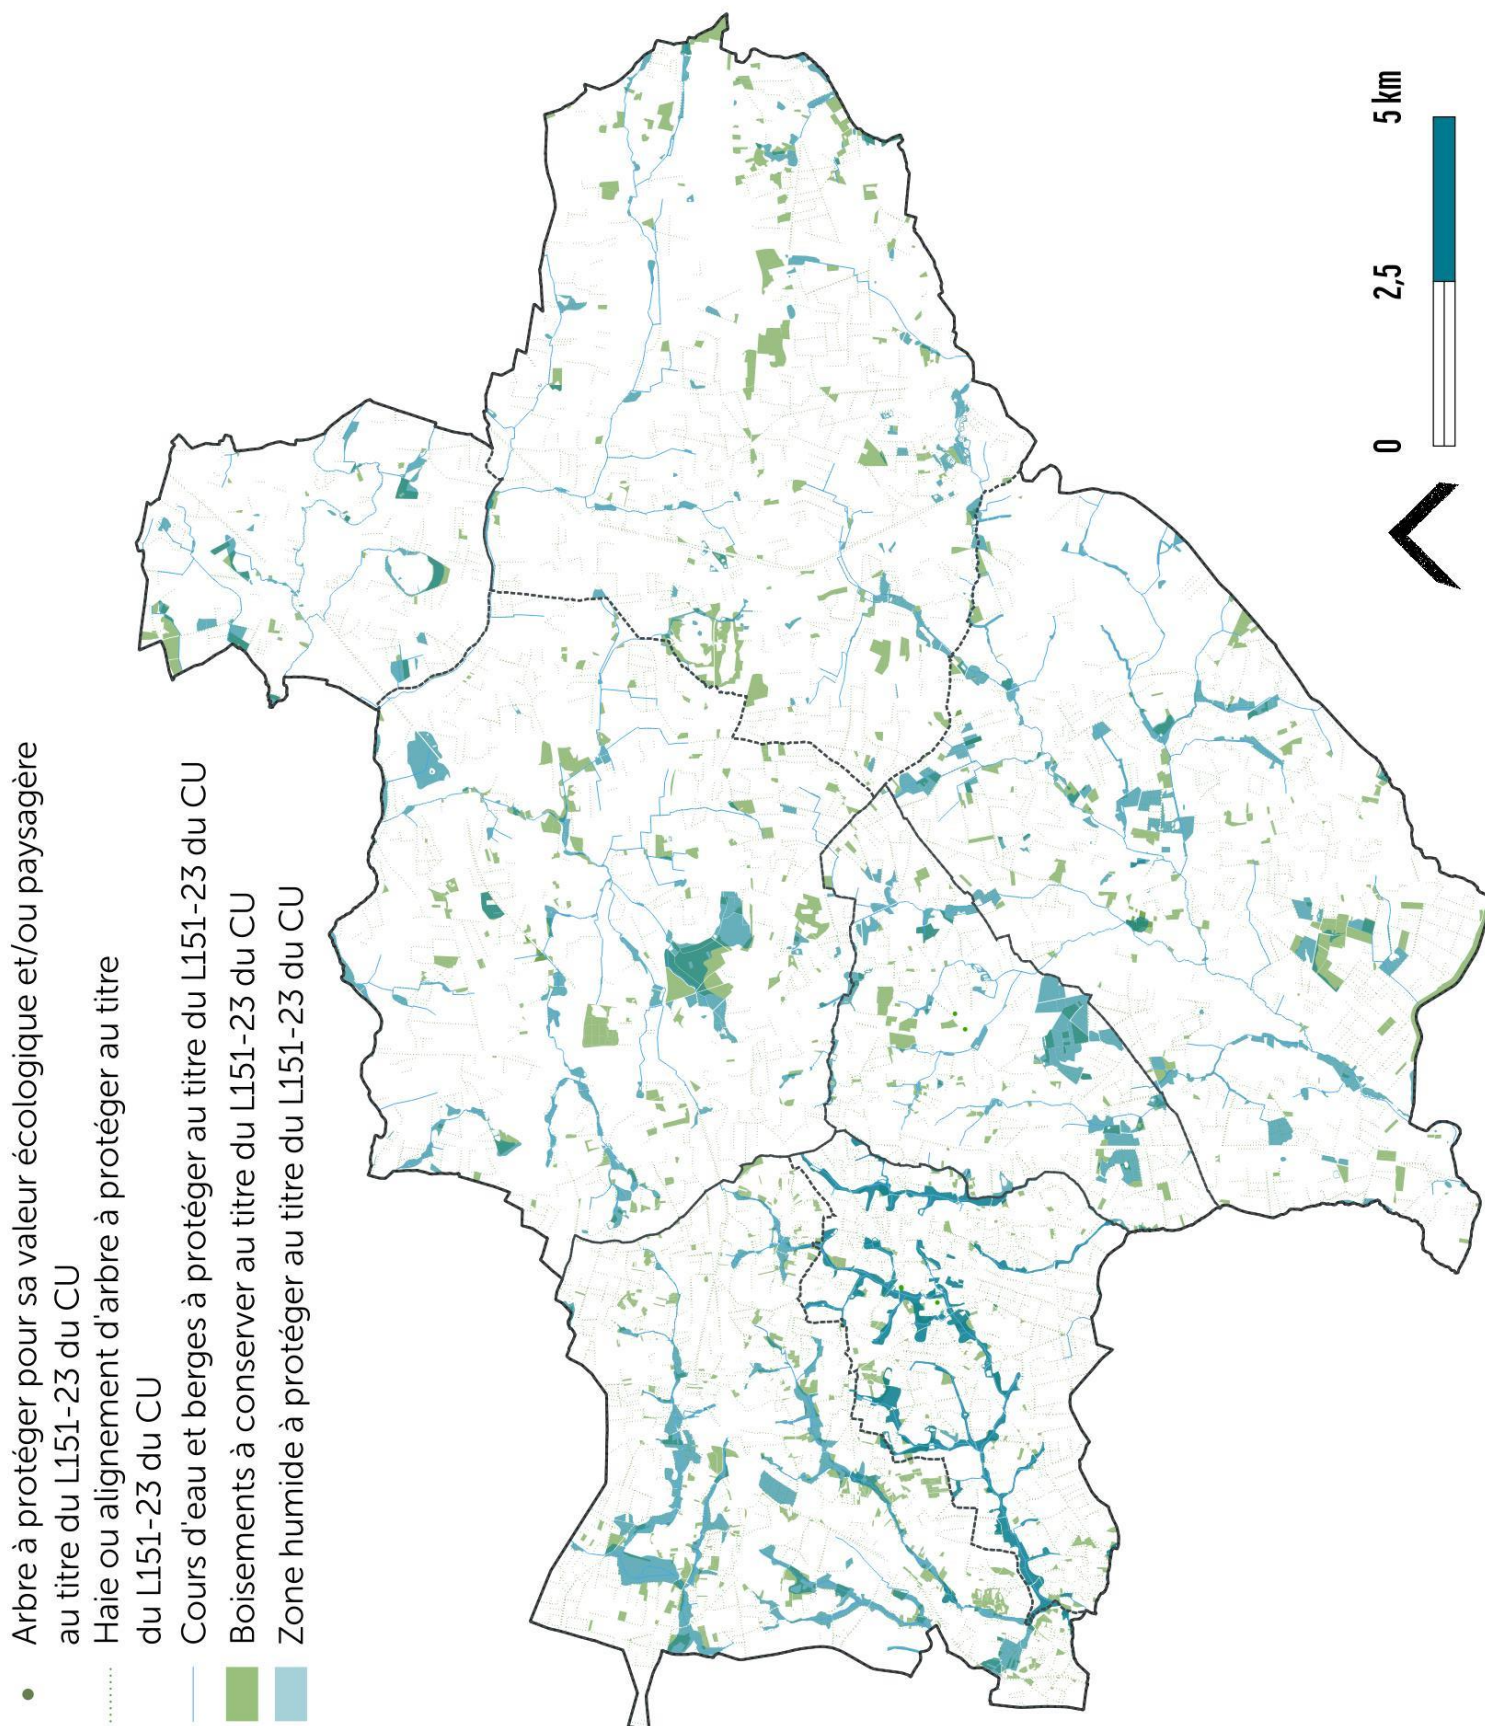 Arbre à protéger pour sa valeur écologique et/ou paysagère
au titre du L151-23 du CU
Haie ou alignement d'arbre à protéger au titre
du L151-23 du CU
Cours d'eau et berges à protéger au titre du L151-23 du CU
Boisements à conserver au titre du L151-23 du CU
Zone humide à protéger au titre du L151-23 du CU
0 2,5 5 km